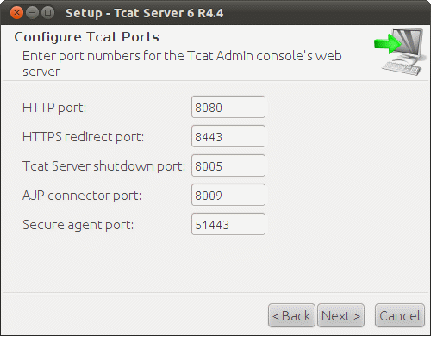 Setup - Tcat Server 6 R4.4
Configure Tcat Ports
Enter port numbers for the Tcat Admin console's web
server
HTTP port: 8080
HTTPS redirect port: 8443
Tcat Server shutdown port 8005
AJP connector port: 8009
Secure agent port: 51443
< Back Next > Cancel